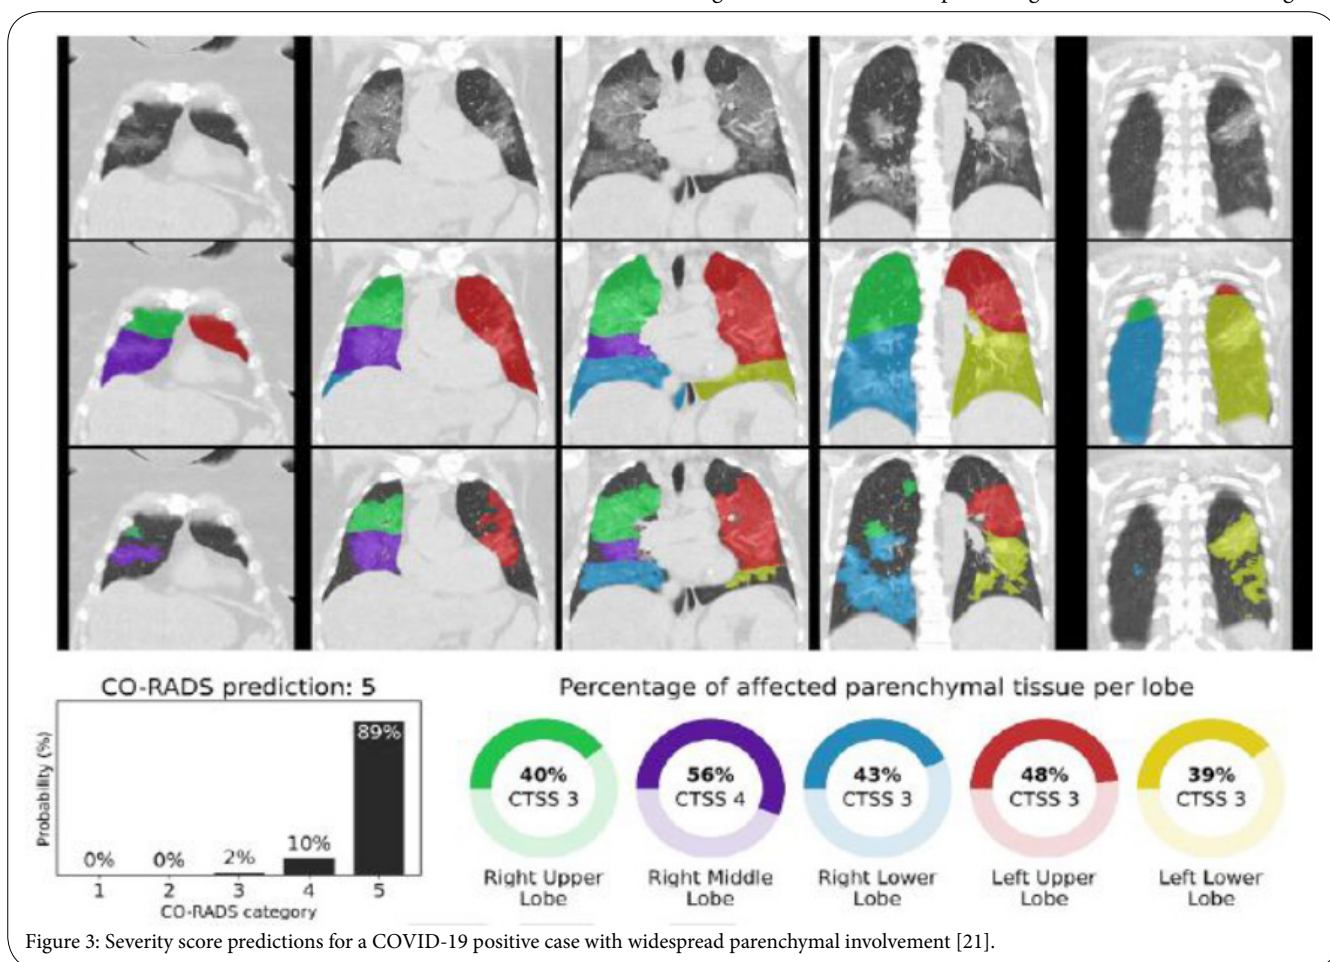 CO-RADS prediction: 5
Probability (%)
0%
0%
2%
10%
89%
1
2
3
4
5
CO-RADS category
Percentage of affected parenchymal tissue per lobe
40%
CTSS 3
Right Upper
Lobe
56%
CTSS 4
Right Middle
Lobe
43%
CTSS 3
Right Lower
Lobe
48%
CTSS 3
Left Upper
Lobe
39%
CTSS 3
Left Lower
Lobe
Figure 3: Severity score predictions for a COVID-19 positive case with widespread parenchymal involvement [21].